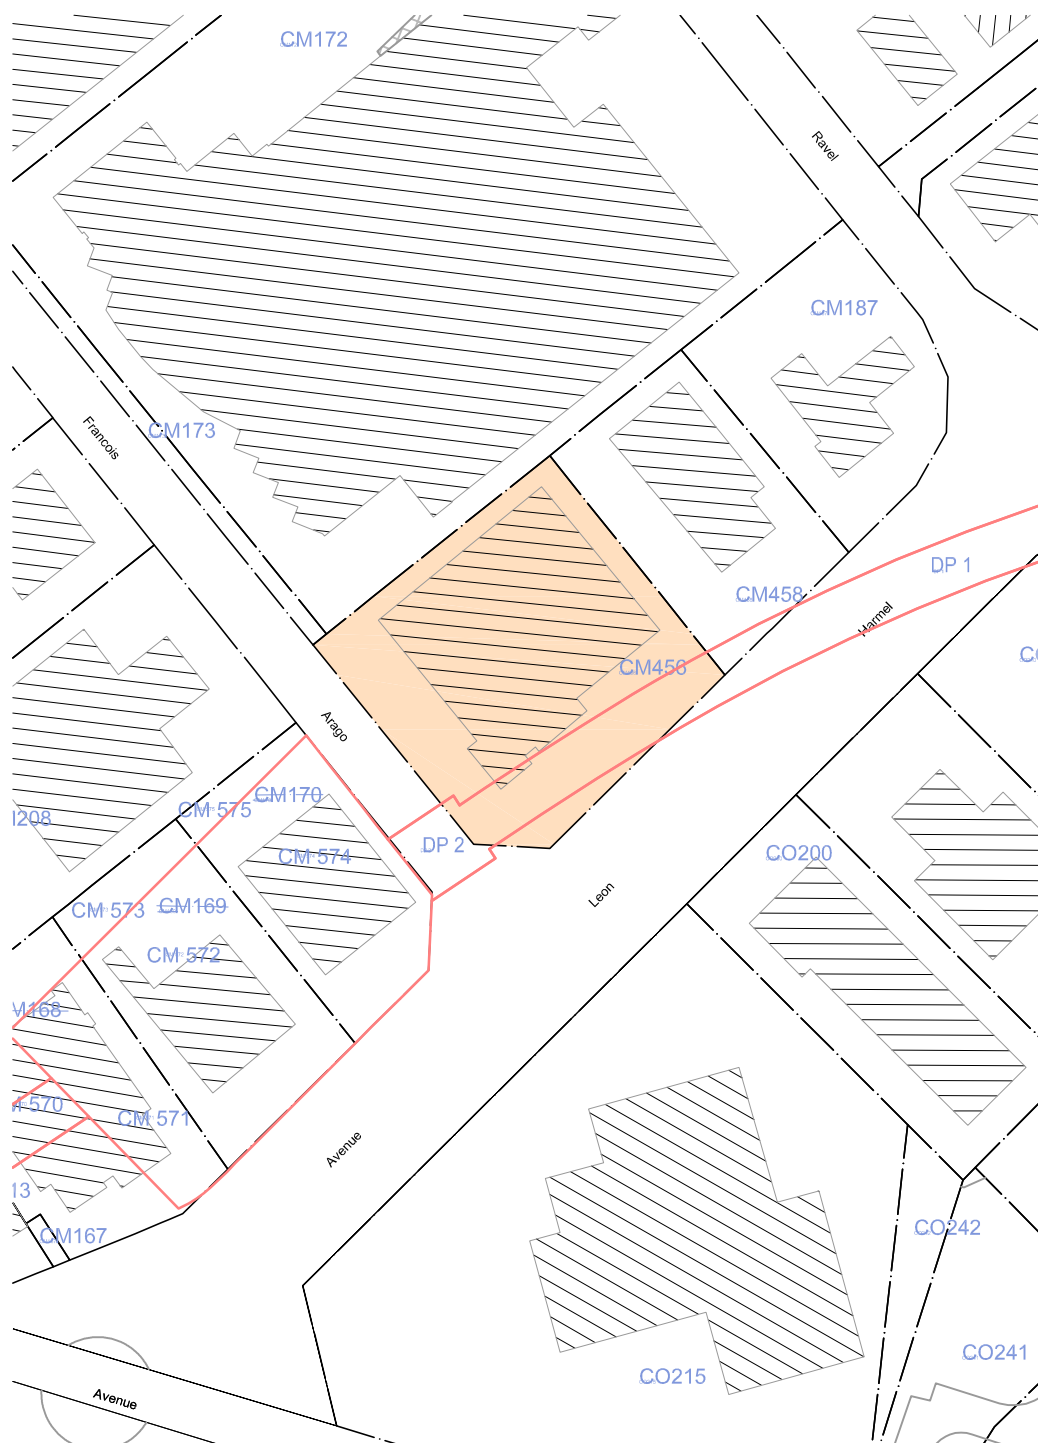 CM172
Ravel
CM187
Francois
CM173
DP 1
CM458
Harmel
CM456
Arago
CM170
CM 575
DP 2
CM 574
CO200
Leon
CM169
CM 573
CM 572
CM 571
Avenue
CM167
CO242
CO241
CO215
Avenue